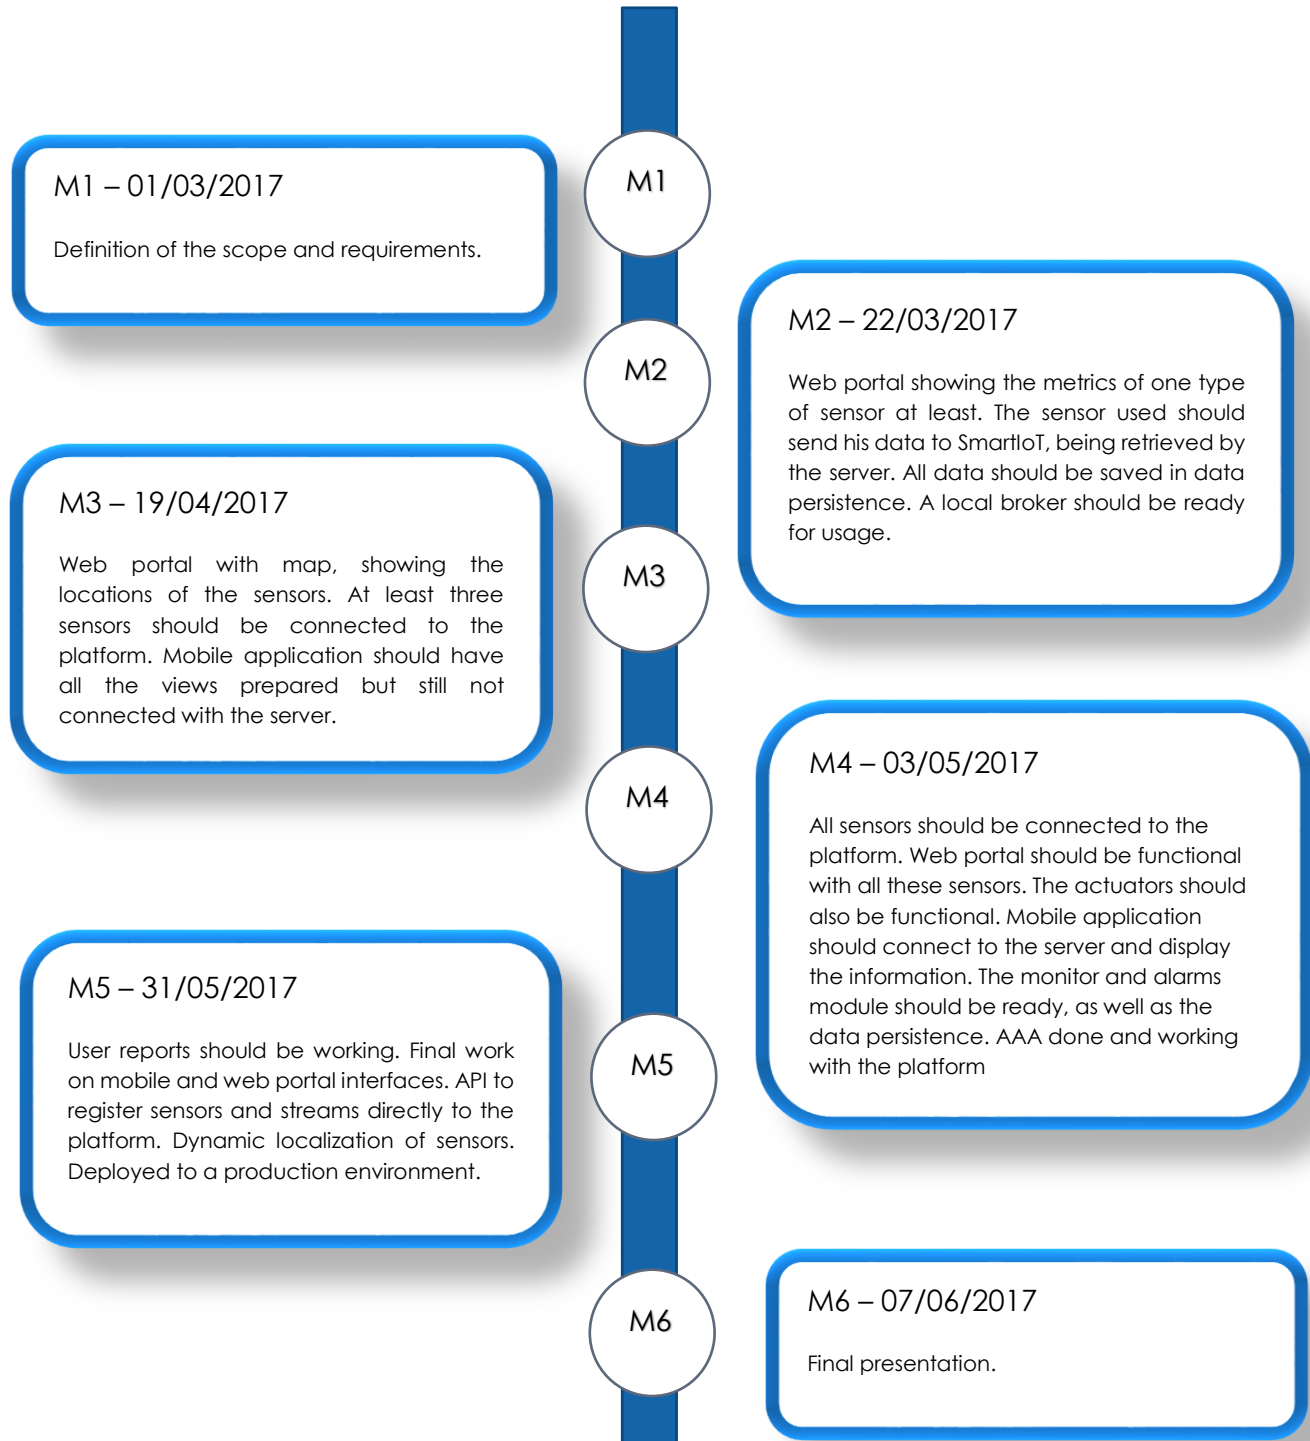 M1
M1 – 01/03/2017
Definition of the scope and requirements.
M2
M2 – 22/03/2017
Web portal showing the metrics of one type
of sensor at least. The sensor used should
send his data to SmartIoT, being retrieved by
the server. All data should be saved in data
persistence. A local broker should be ready
for usage.
M3
M3 – 19/04/2017
Web portal with map, showing the
locations of the sensors. At least three
sensors should be connected to the
platform. Mobile application should have
all the views prepared but still not
connected with the server.
M4
M4 – 03/05/2017
All sensors should be connected to the
platform. Web portal should be functional
with all these sensors. The actuators should
also be functional. Mobile application
should connect to the server and display
the information. The monitor and alarms
module should be ready, as well as the
data persistence. AAA done and working
with the platform
M5
M5 – 31/05/2017
User reports should be working. Final work
on mobile and web portal interfaces. API to
register sensors and streams directly to the
platform. Dynamic localization of sensors.
Deployed to a production environment.
M6
M6 – 07/06/2017
Final presentation.